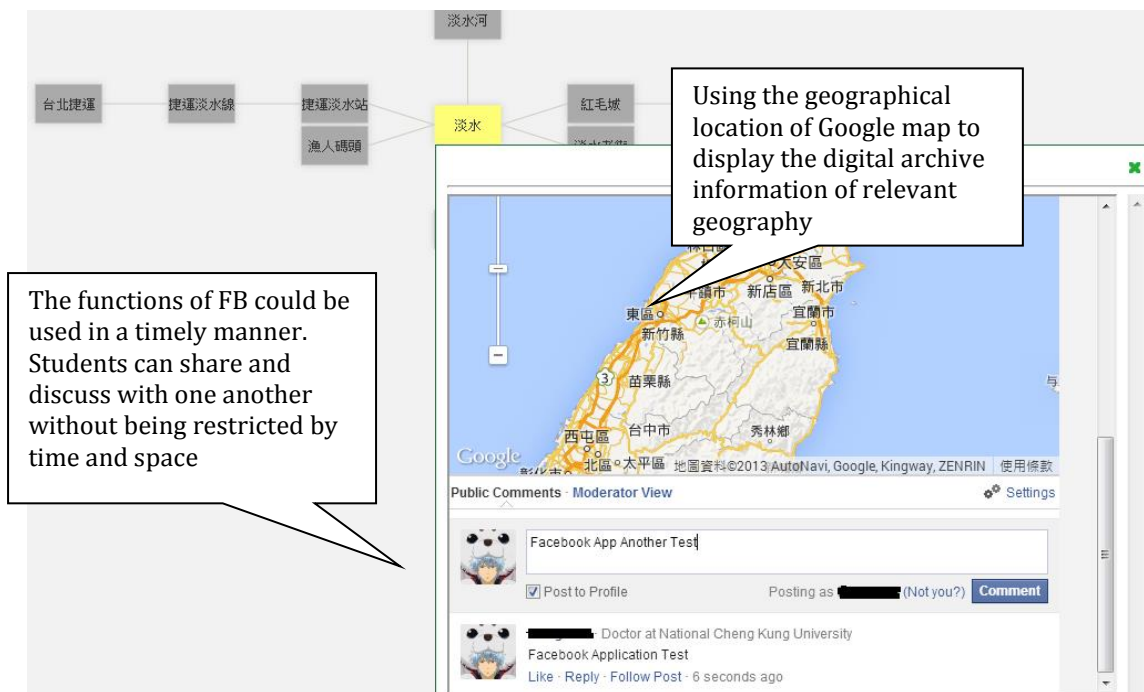 淡水河
台北捷運
捷運淡水線
捷運淡水站
漁人碼頭
淡水
紅毛城
Using the geographical
location of Google map to
display the digital archive
information of relevant
geography
The functions of FB could be
used in a timely manner.
Students can share and
discuss with one another
without being restricted by
time and space
大安區
新店區
新北市
東區
赤柯山
宜蘭市
新竹縣
宜蘭縣
3
苗栗縣
西屯區
台中市
秀林鄉
Google
北區
太平區
地圖資料©2013 AutoNavi, Google, Kingway, ZENRIN
使用條款
Public Comments · Moderator View
Settings
Facebook App Another Test
Post to Profile
Posting as
(Not you?)
Comment
· Doctor at National Cheng Kung University
Facebook Application Test
Like · Reply · Follow Post · 6 seconds ago